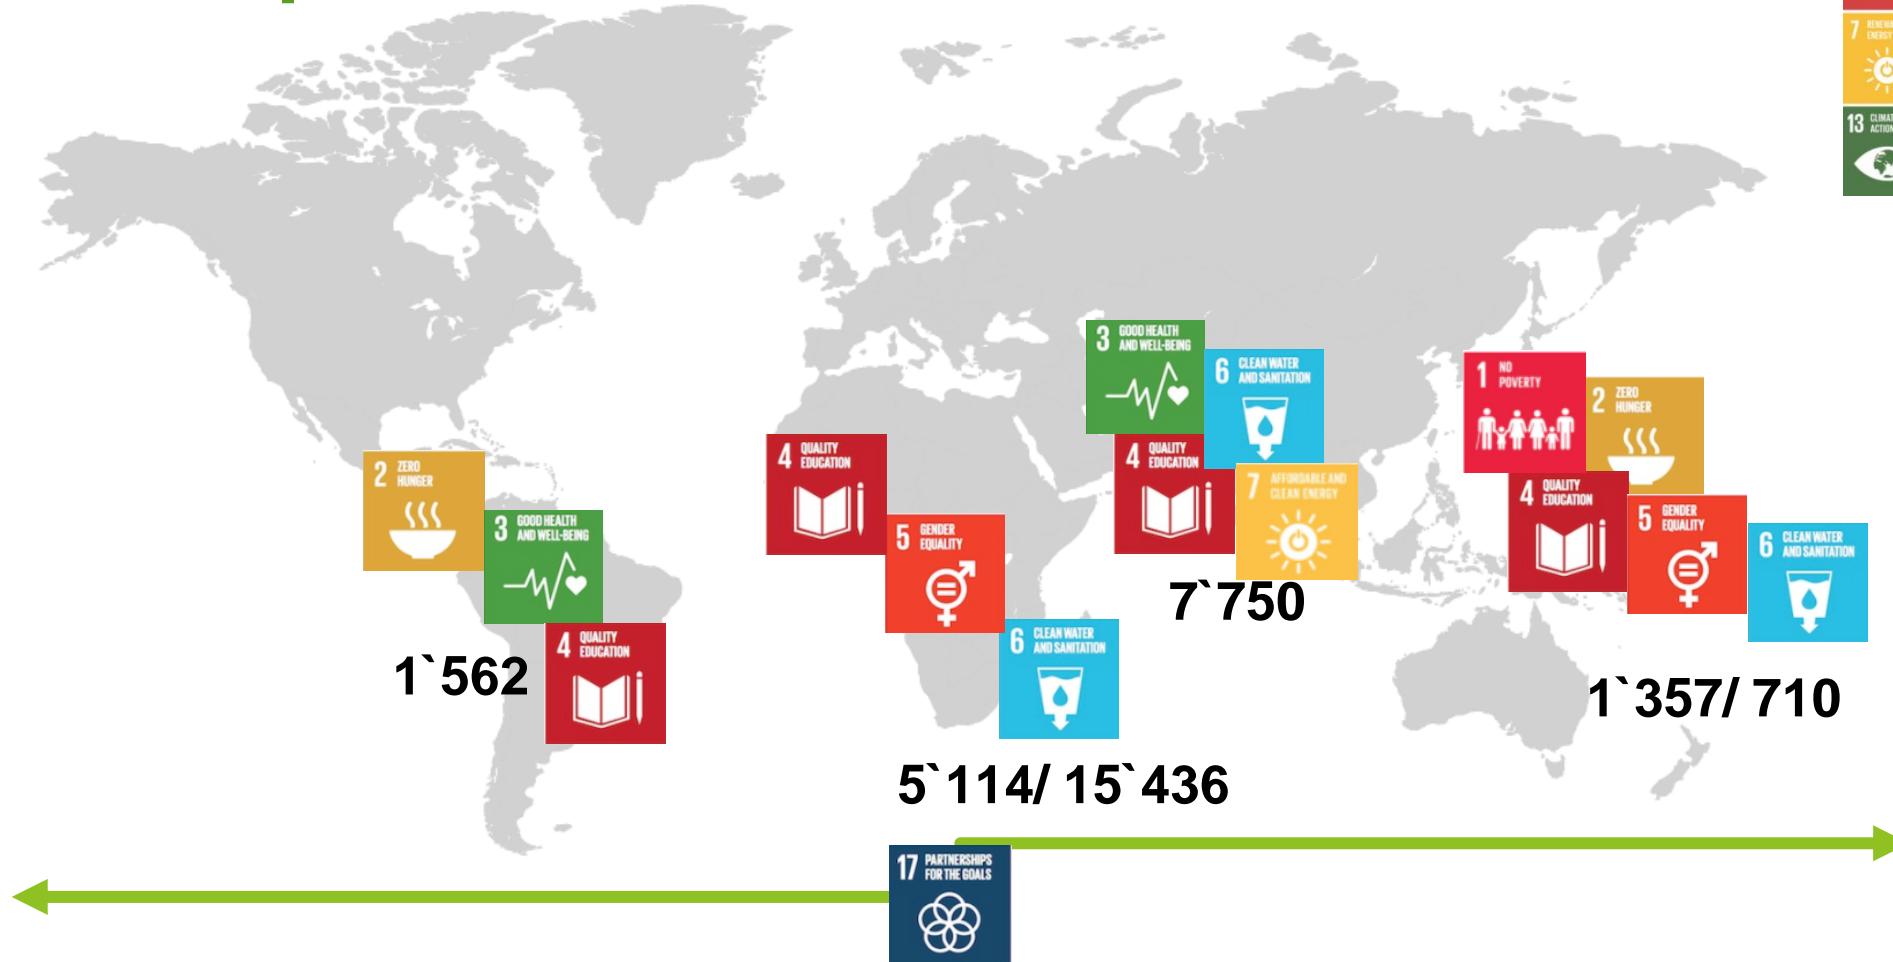 7 RENEWA
ENERGY
13 CLIMAT
ACTION
3 GOOD HEALTH
AND WELL-BEING
6 CLEAN WATER
AND SANITATION
1 NO
POVERTY
2 ZERO
HUNGER
4 QUALITY
EDUCATION
4 QUALITY
EDUCATION
2 ZERO
HUNGER
7 AFFORDABLE AND
CLEAN ENERGY
4 QUALITY
EDUCATION
5 GENDER
EQUALITY
3 GOOD HEALTH
AND WELL-BEING
5 GENDER
EQUALITY
6 CLEAN WATER
AND SANITATION
7`750
4 QUALITY
EDUCATION
6 CLEAN WATER
AND SANITATION
1`562
1`357/ 710
5`114/ 15`436
17 PARTNERSHIPS
FOR THE GOALS